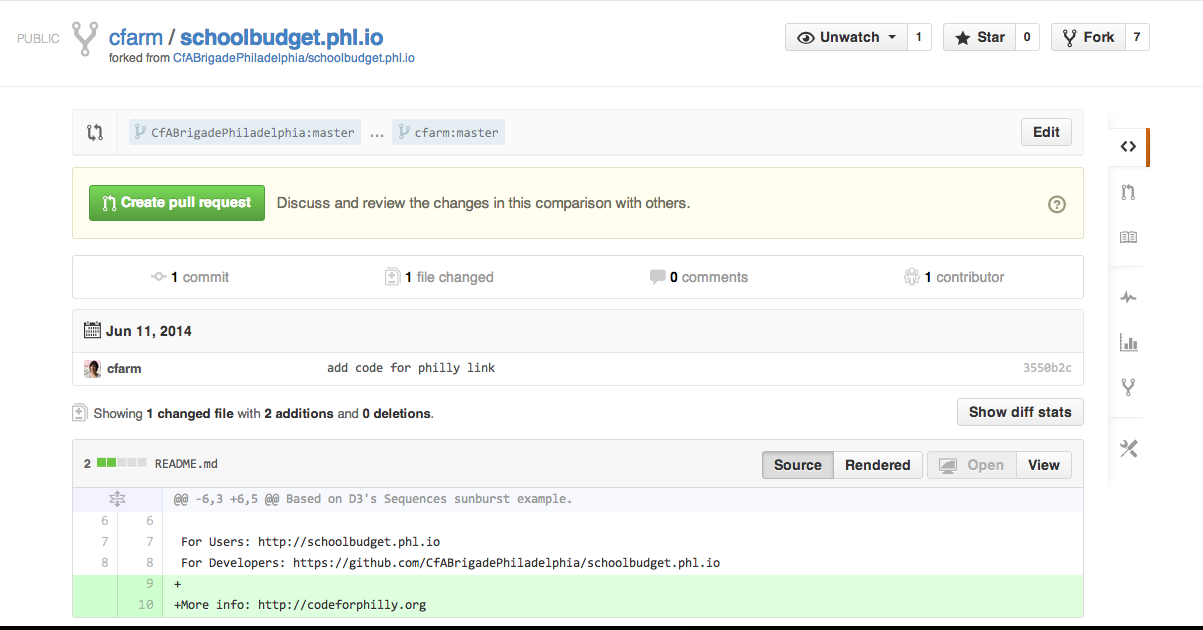 PUBLIC cfarm / schoolbudget.phl.io Unwatch 1 Star 0 Fork 7
forked from CfABrigadePhiladelphia/schoolbudget.phl.io
CfABrigadePhiladelphia:master ... cfarm:master Edit
Create pull request Discuss and review the changes in this comparison with others. ?
1 commit 1 file changed 0 comments 1 contributor
Jun 11, 2014
cfarm add code for philly link 3550b2c
Showing 1 changed file with 2 additions and 0 deletions. Show diff stats
2 README.md Source Rendered Open View
@@ -6,3 +6,5 @@ Based on D3's Sequences sunburst example.
6 6
7 7 For Users: http://schoolbudget.phl.io
8 8 For Developers: https://github.com/CfABrigadePhiladelphia/schoolbudget.phl.io
9 +
10 +More info: http://codeforphilly.org